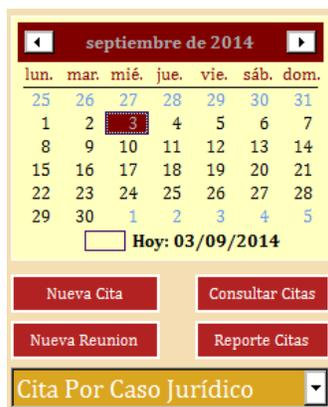 septiembre de 2014
lun. mar. mié. jue. vie. sáb. dom.
25 26 27 28 29 30 31
1 2 3 4 5 6 7
8 9 10 11 12 13 14
15 16 17 18 19 20 21
22 23 24 25 26 27 28
29 30 1 2 3 4 5
Hoy: 03/09/2014
Nueva Cita Consultar Citas
Nueva Reunion Reporte Citas
Cita Por Caso Jurídico